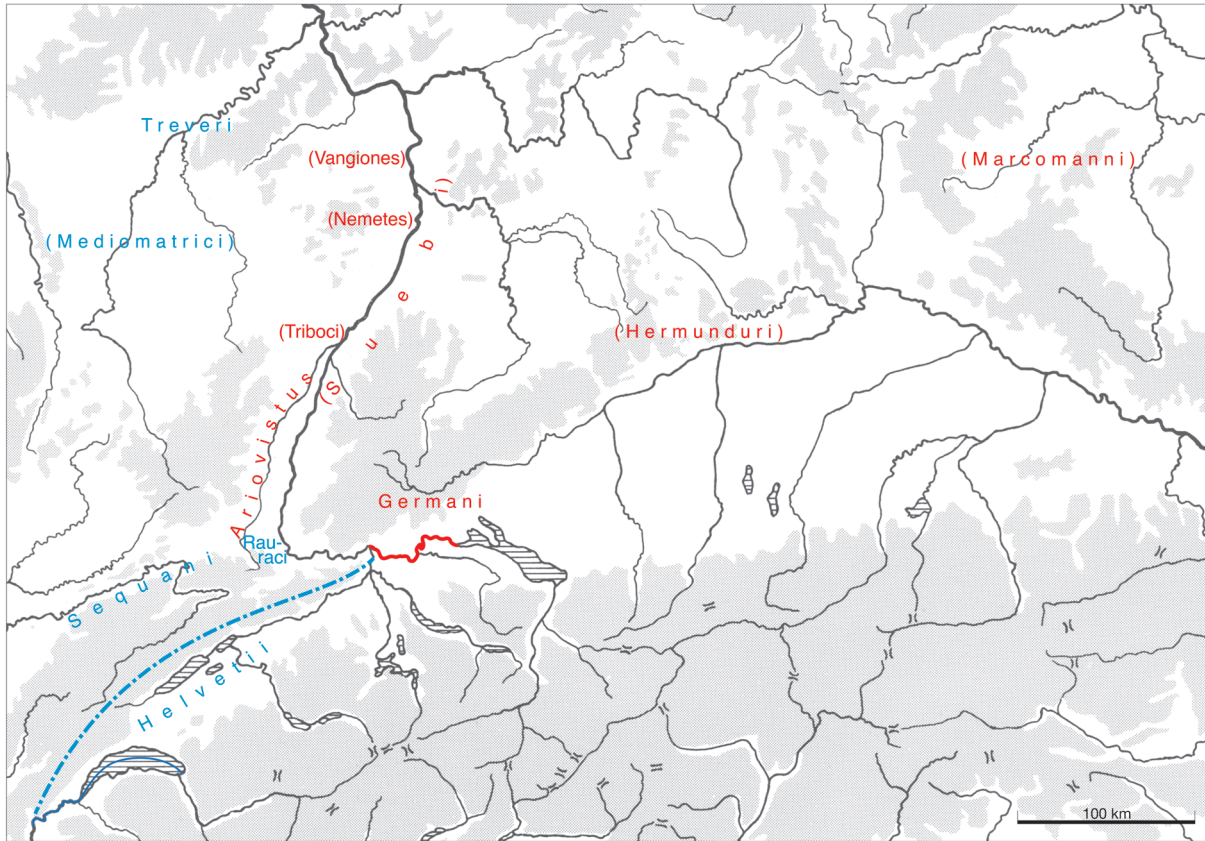 Treveri
(Vangiones)
(Marcomanni)
(Nemetes)
(Mediomatrici)
(Suebi)
(Triboci)
(Hermunduri)
Ariovistus
Germani
Rau-
raci
Sequani
Helvetii
100 km